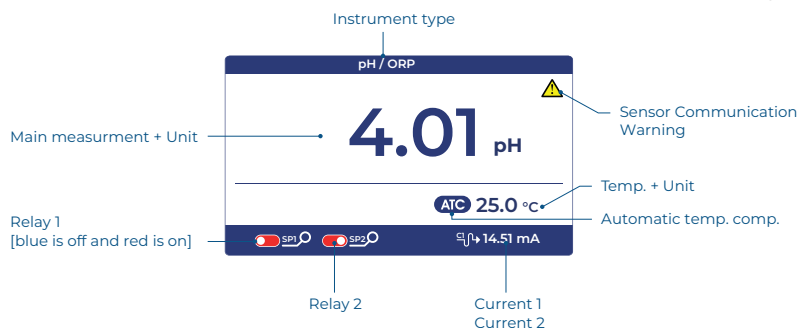 Instrument type
pH / ORP
Sensor Communication
Warning
Main measurment + Unit
4.01 pH
Temp. + Unit
ATC 25.0 °C
Automatic temp. comp.
Relay 1
[blue is off and red is on]
SP1 SP2 C1 14.51 mA
Relay 2
Current 1
Current 2